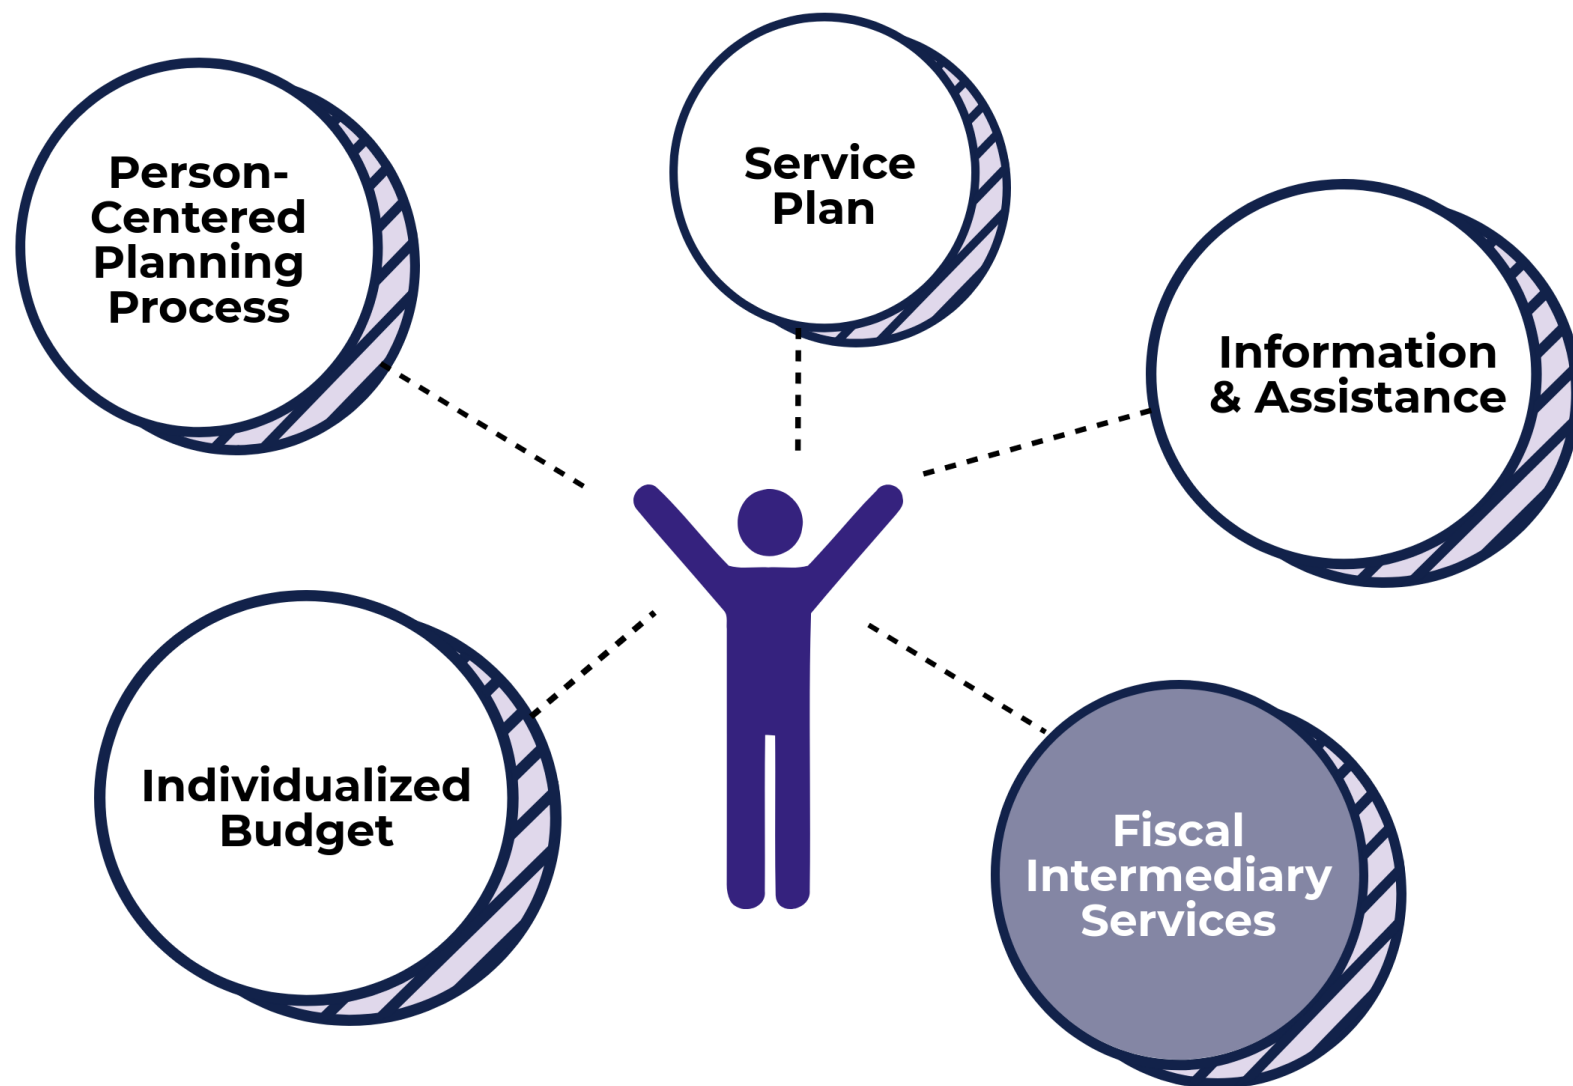 Person-
Centered
Planning
Process
Service
Plan
Information
& Assistance
Individualized
Budget
Fiscal
Intermediary
Services